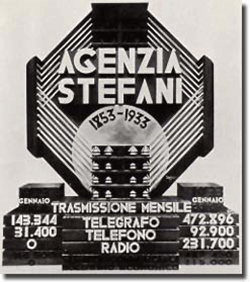 AGENZIA
STEFANI
1853-1933
GENNAIO GENNAIO
TRASMISSIONE MENSILE
143.344 TELEGRAFO 472.896
31.400 TELEFONO 92.900
0 RADIO 231.700